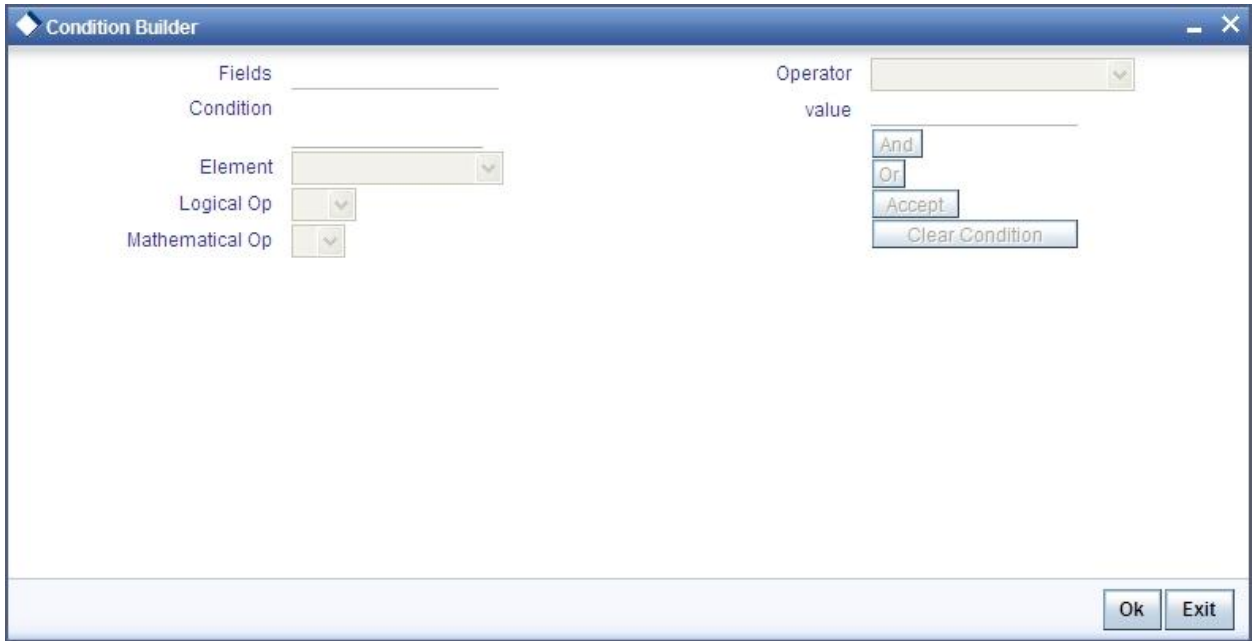 Condition Builder
Fields
Condition
Element
Logical Op
Mathematical Op
Operator
value
And
Or
Accept
Clear Condition
Ok
Exit